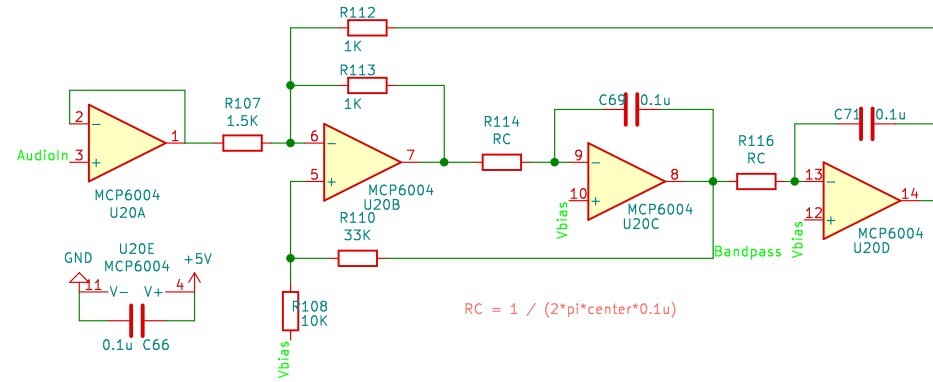 R112
1K
R113
1K
R107
1.5K
2
−
1
AudioIn
3
+
MCP6004
U20A
6
−
7
5
+
MCP6004
U20B
R114
RC
C69
0.1u
9
−
8
10
+
MCP6004
U20C
Vbias
R116
RC
C71
0.1u
13
−
14
12
+
MCP6004
U20D
Vbias
Bandpass
R110
33K
R108
10K
Vbias
GND
U20E
MCP6004
+5V
11
V−
V+
4
0.1u
C66
RC = 1 / (2*pi*center*0.1u)